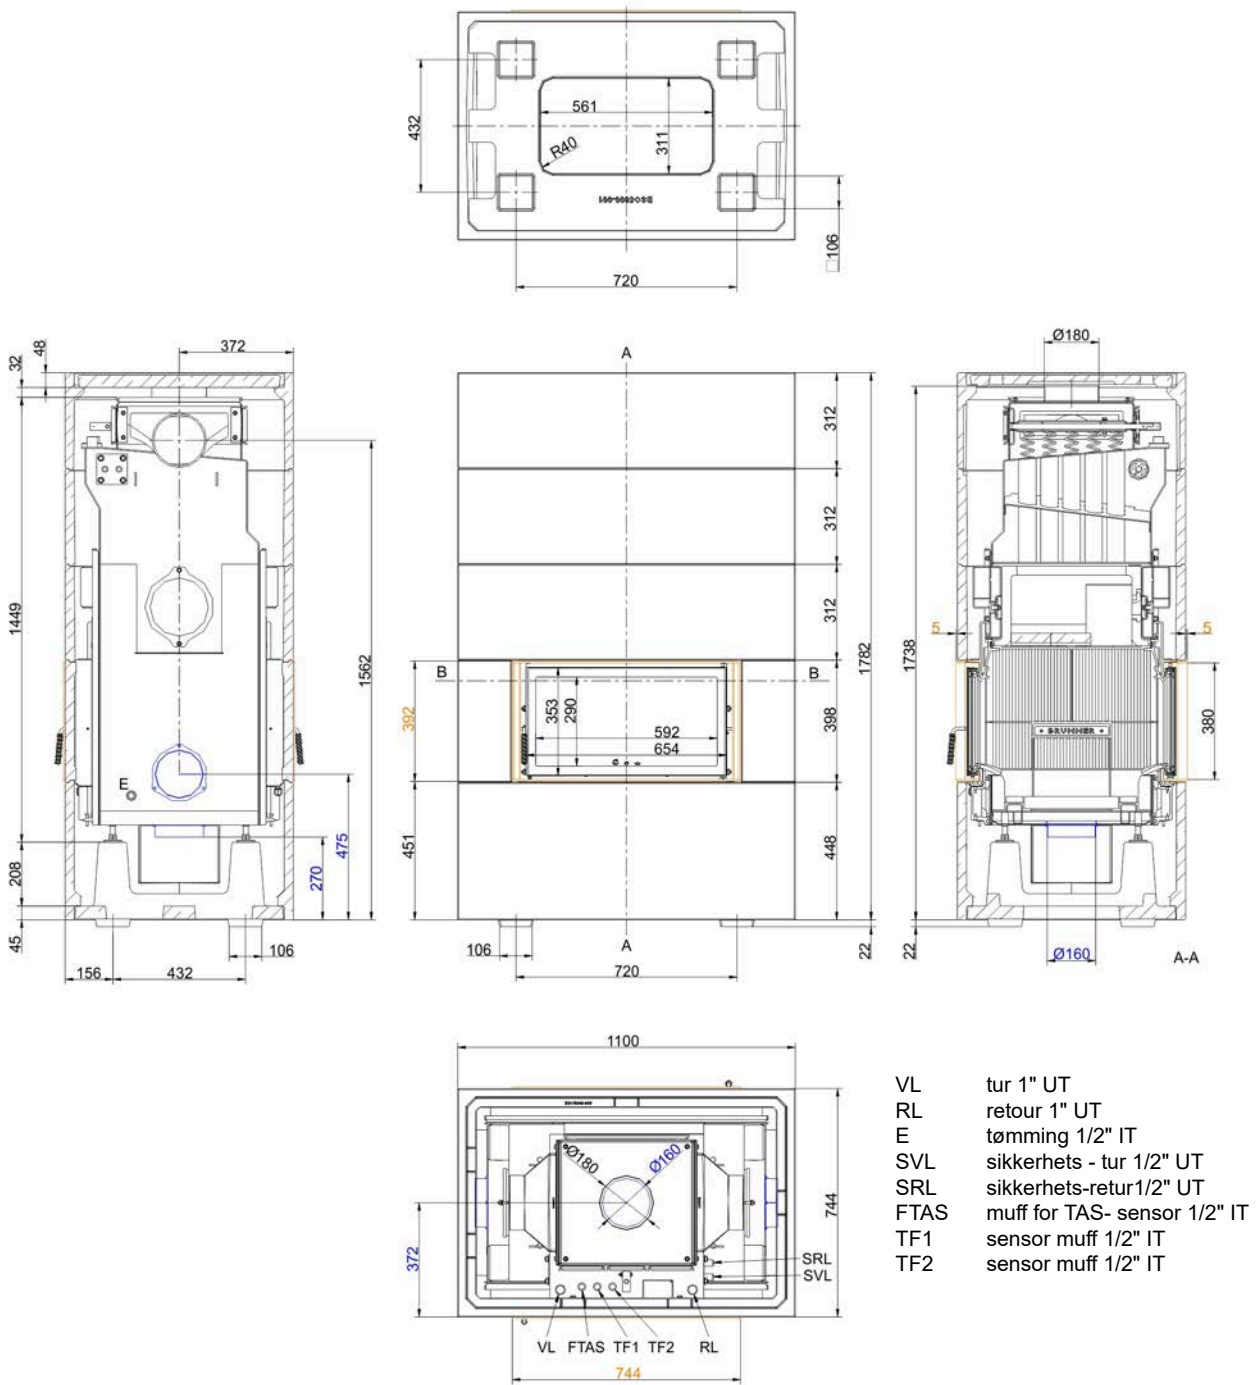 432
561
311
R40
720
□106
48
32
372
1449
1562
E
208
45
475
270
156
432
106
A
312
312
312
1782
B
B
392
353
290
592
654
398
451
448
A
106
720
22
Ø180
5
5
1738
380
BRUNNER
22
Ø160
A-A
1100
Ø180
Ø160
744
372
SRL
SVL
VL FTAS TF1 TF2 RL
744
VL tur 1" UT
RL retour 1" UT
E tømming 1/2" IT
SVL sikkerhets - tur 1/2" UT
SRL sikkerhets-retur1/2" UT
FTAS muff for TAS- sensor 1/2" IT
TF1 sensor muff 1/2" IT
TF2 sensor muff 1/2" IT